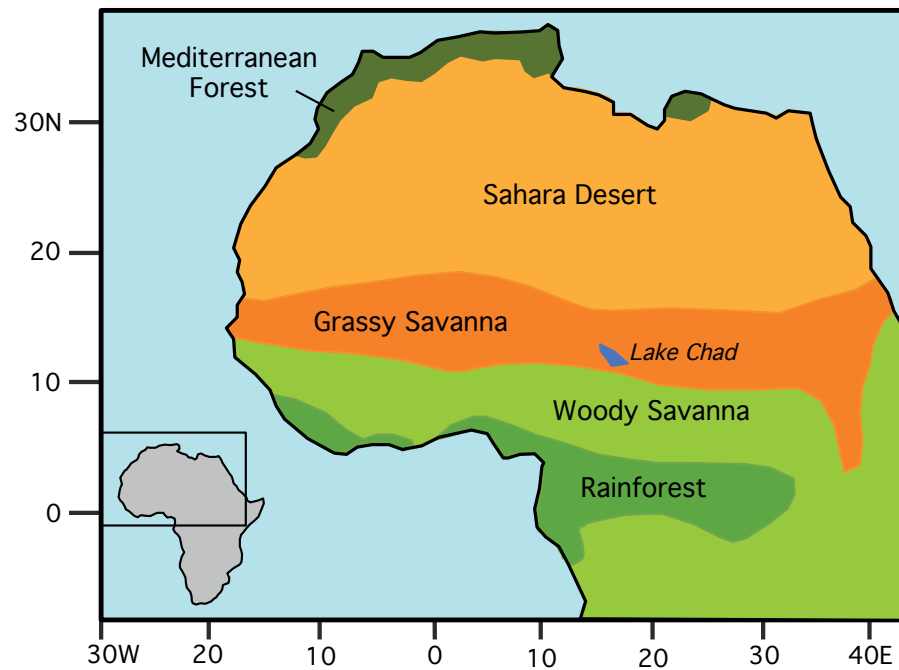 Mediterranean
Forest
30N
Sahara Desert
20
Grassy Savanna
Lake Chad
10
Woody Savanna
Rainforest
0
30W 20 10 0 10 20 30 40E